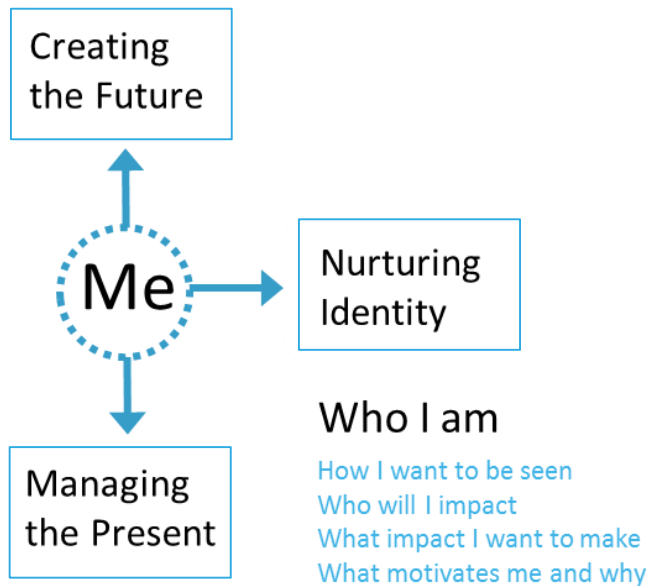 Creating
the Future
Me
Nurturing
Identity
Managing
the Present
Who I am
How I want to be seen
Who will I impact
What impact I want to make
What motivates me and why